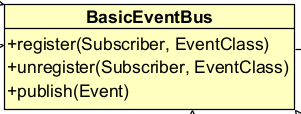 BasicEventBus
+register(Subscriber, EventClass)
+unregister(Subscriber, EventClass)
+publish(Event)